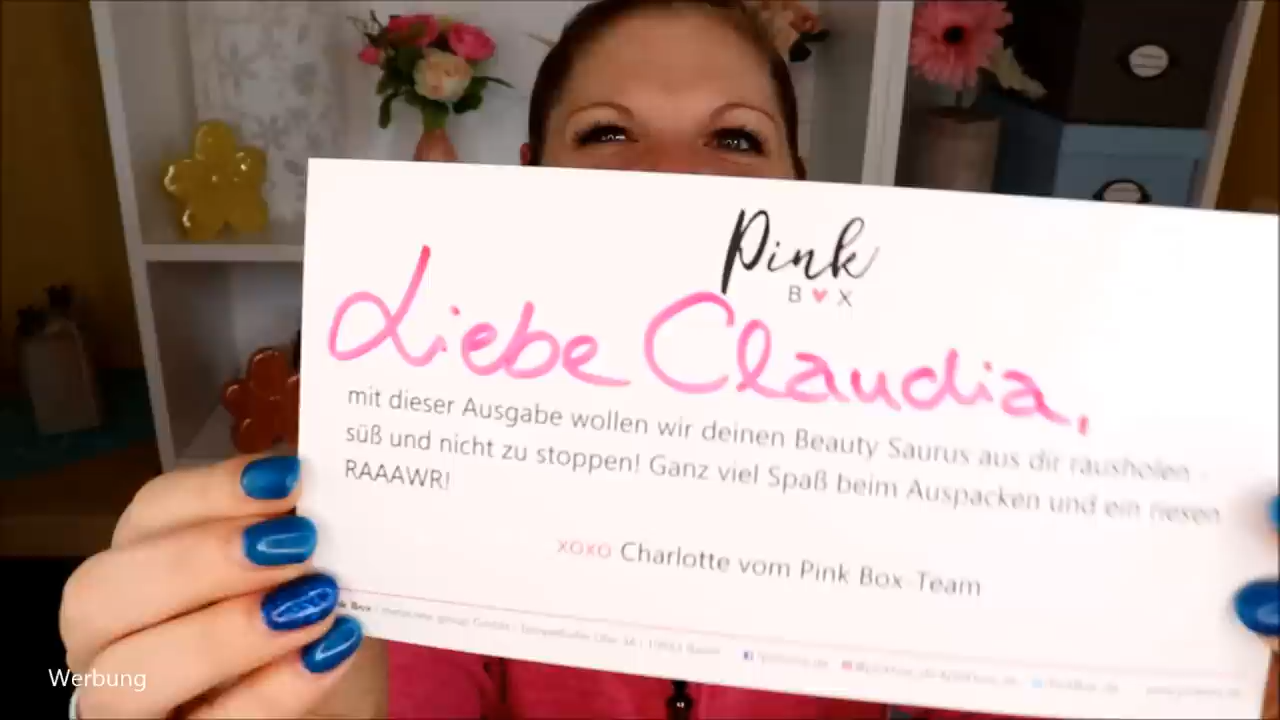 Pink
B♥X
Liebe Claudia,
mit dieser Ausgabe wollen wir deinen Beauty Saurus aus dir rausholen -
süß und nicht zu stoppen! Ganz viel Spaß beim Auspacken und ein riesen
RAAAWR!
xoxo Charlotte vom Pink Box-Team
Box
Werbung